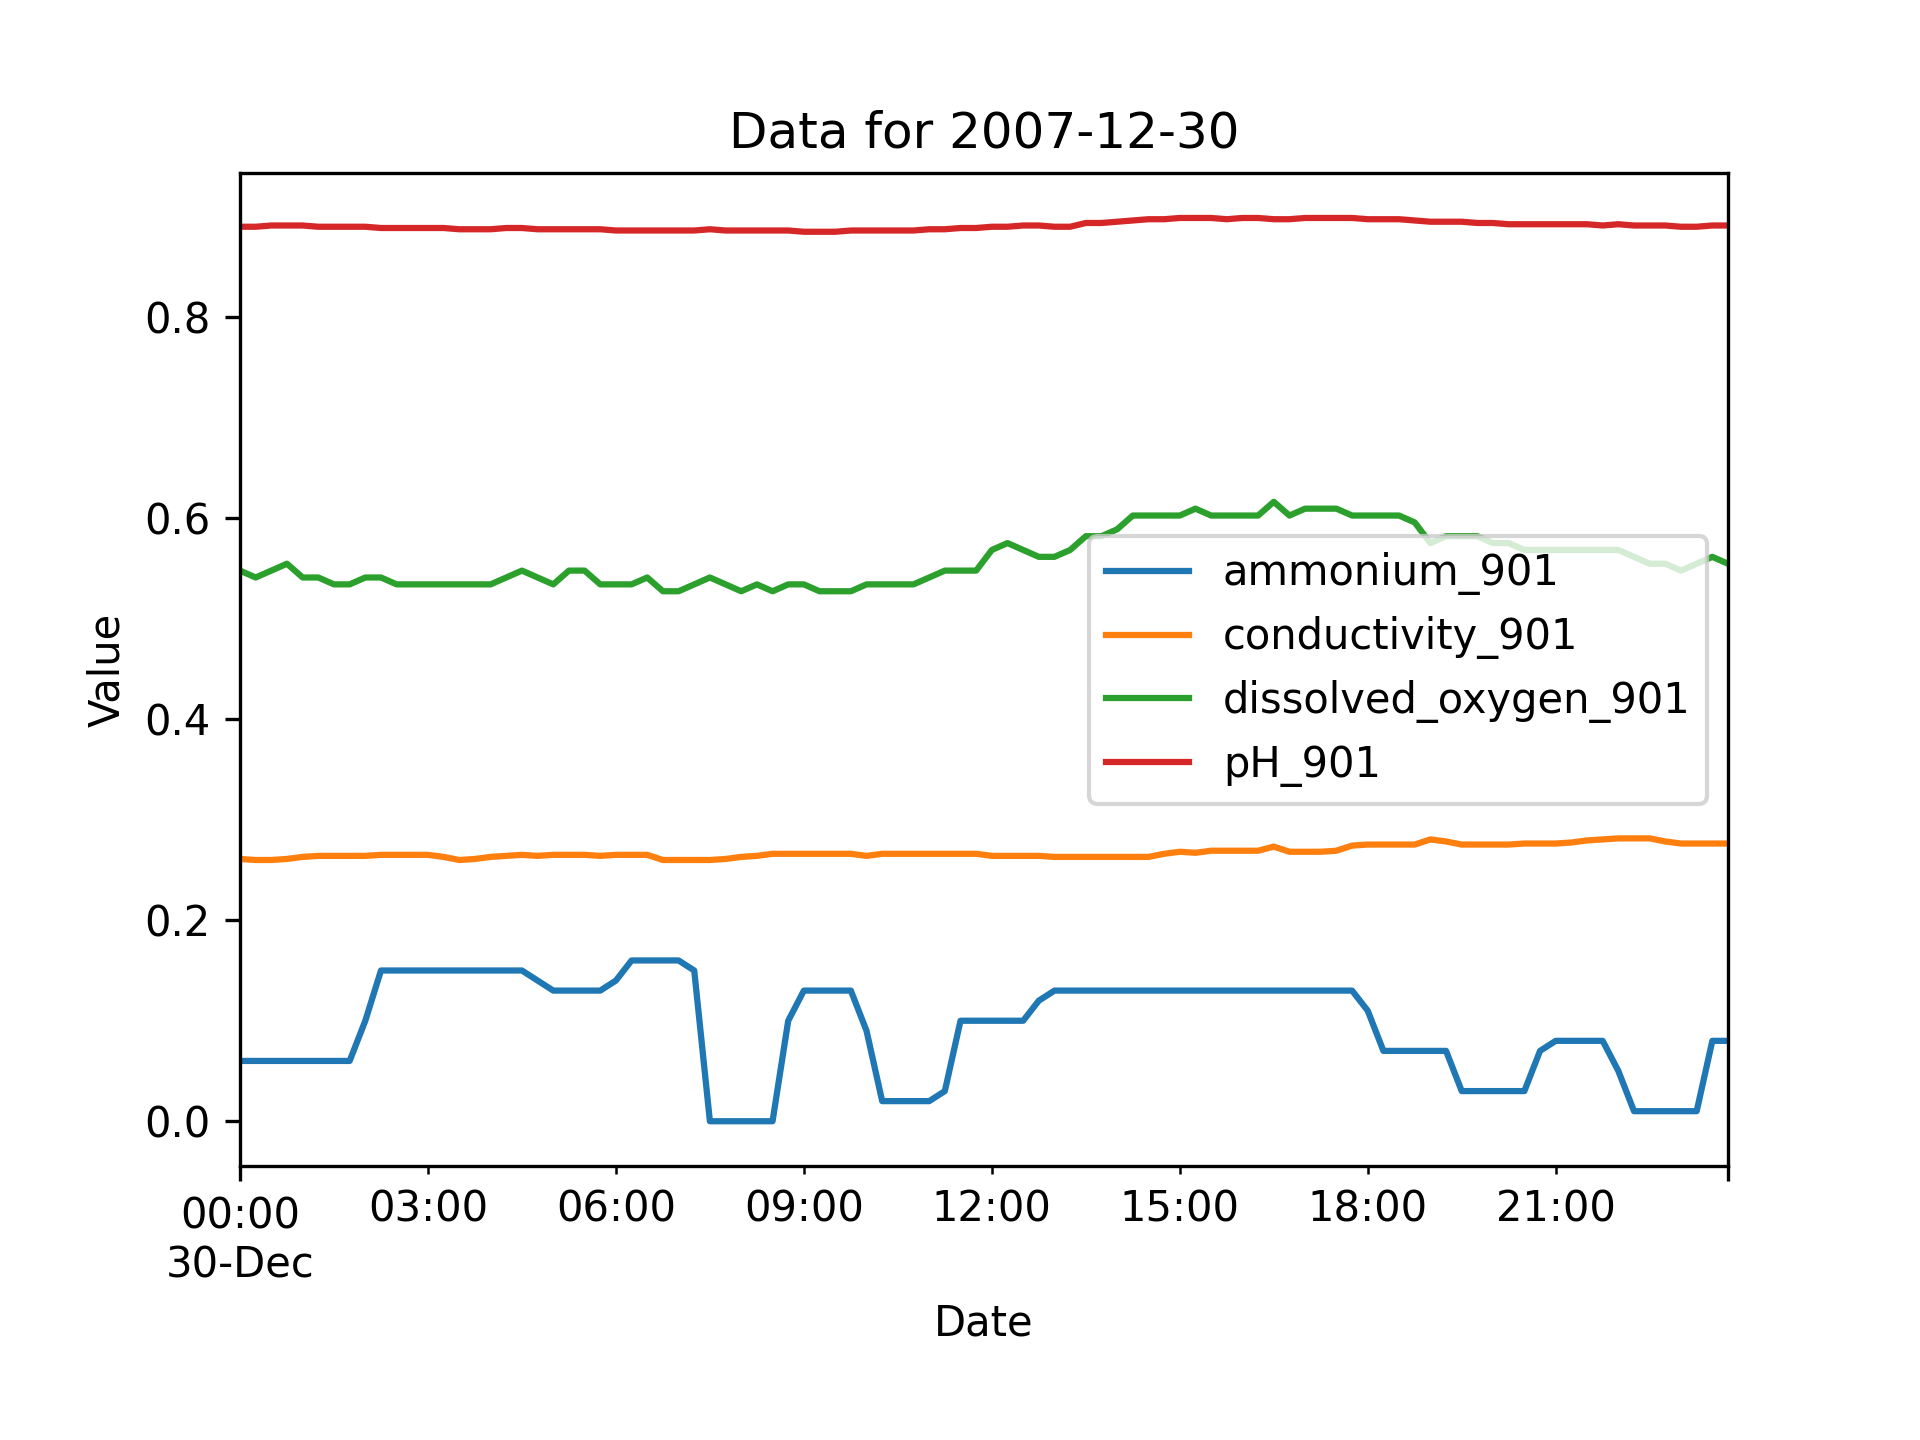 Data for 2007-12-30
0.8
0.6
0.4
0.2
0.0
Value
ammonium_901
conductivity_901
dissolved_oxygen_901
pH_901
00:00 03:00 06:00 09:00 12:00 15:00 18:00 21:00
30-Dec
Date